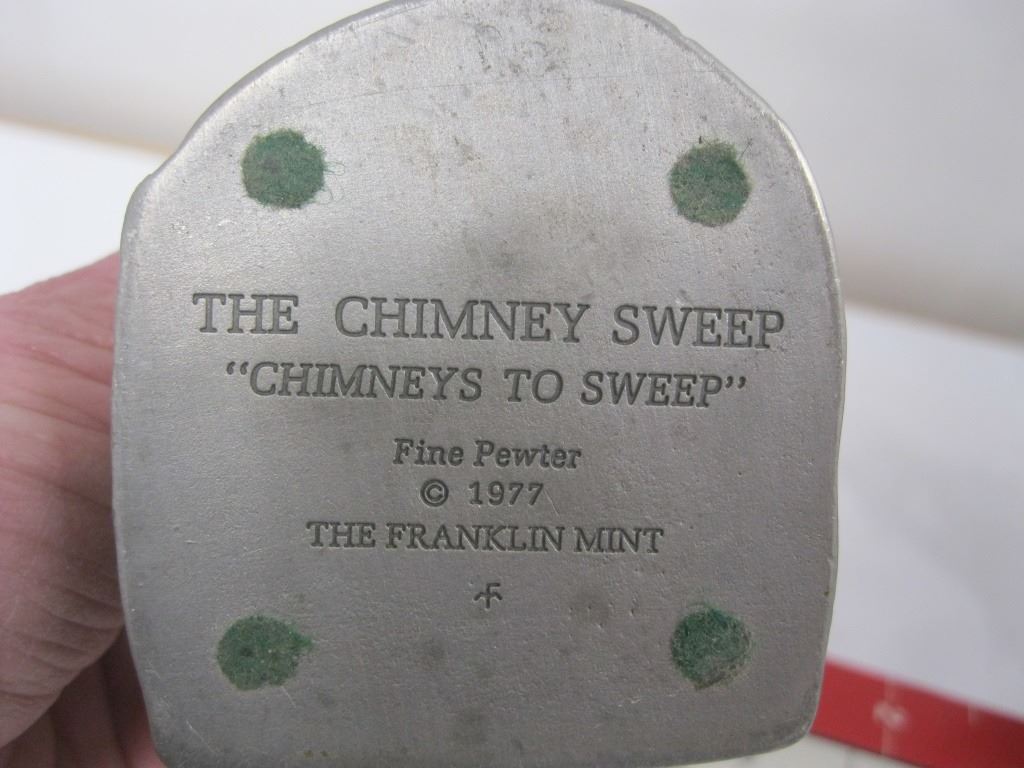 THE CHIMNEY SWEEP
“CHIMNEYS TO SWEEP”
Fine Pewter
© 1977
THE FRANKLIN MINT